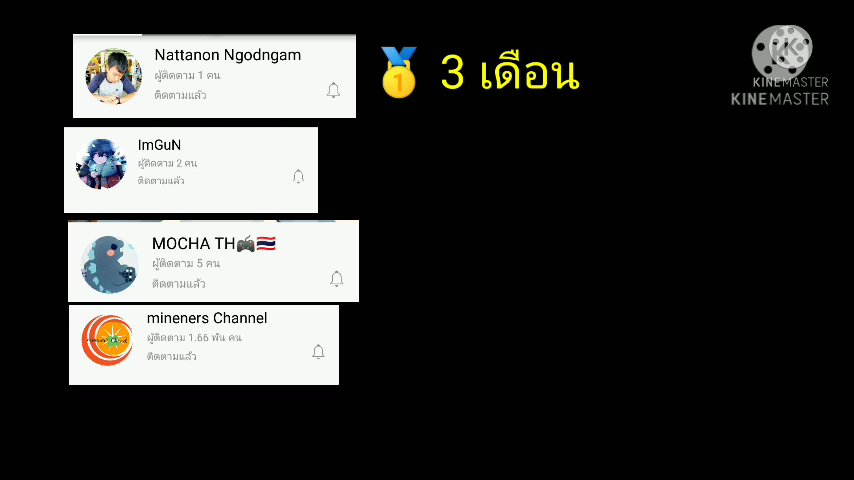 Nattanon Ngodngam
ผู้ติดตาม 1 คน
ติดตามแล้ว
3 เดือน
ImGuN
ผู้ติดตาม 2 คน
ติดตามแล้ว
MOCHA TH🎮🇹🇭
ผู้ติดตาม 5 คน
ติดตามแล้ว
mineners Channel
ผู้ติดตาม 1.66 พัน คน
ติดตามแล้ว
KINEMASTER
KINEMASTER